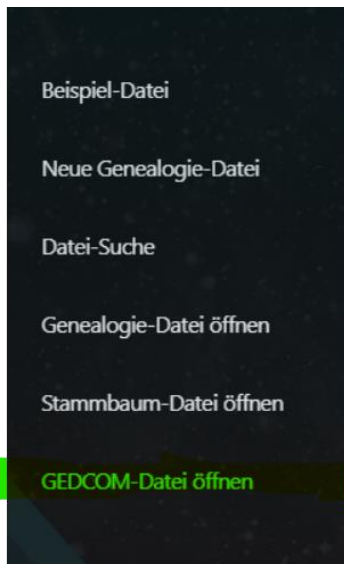 Beispiel-Datei
Neue Genealogie-Datei
Datei-Suche
Genealogie-Datei öffnen
Stammbaum-Datei öffnen
GEDCOM-Datei öffnen